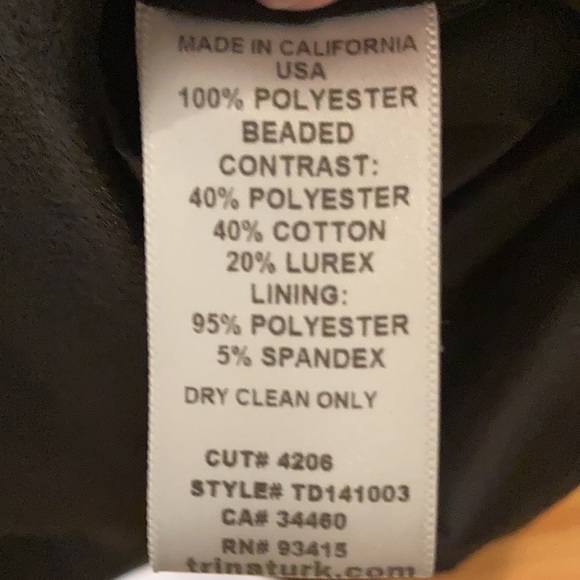 MADE IN CALIFORNIA
USA
100% POLYESTER
BEADED
CONTRAST:
40% POLYESTER
40% COTTON
20% LUREX
LINING:
95% POLYESTER
5% SPANDEX
DRY CLEAN ONLY
CUT# 4206
STYLE# TD141003
CA# 34460
RN# 93415
trinaturk.com